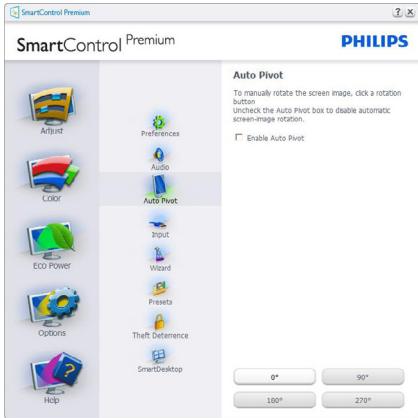 SmartControl Premium
? ×
SmartControl Premium
PHILIPS
Adjust
Color
Eco Power
Options
Help
Preferences
Audio
Auto Pivot
Input
Wizard
Presets
Theft Deterrence
SmartDesktop
Auto Pivot
To manually rotate the screen image, click a rotation
button
Uncheck the Auto Pivot box to disable automatic
screen-image rotation.
Enable Auto Pivot
0°
90°
180°
270°